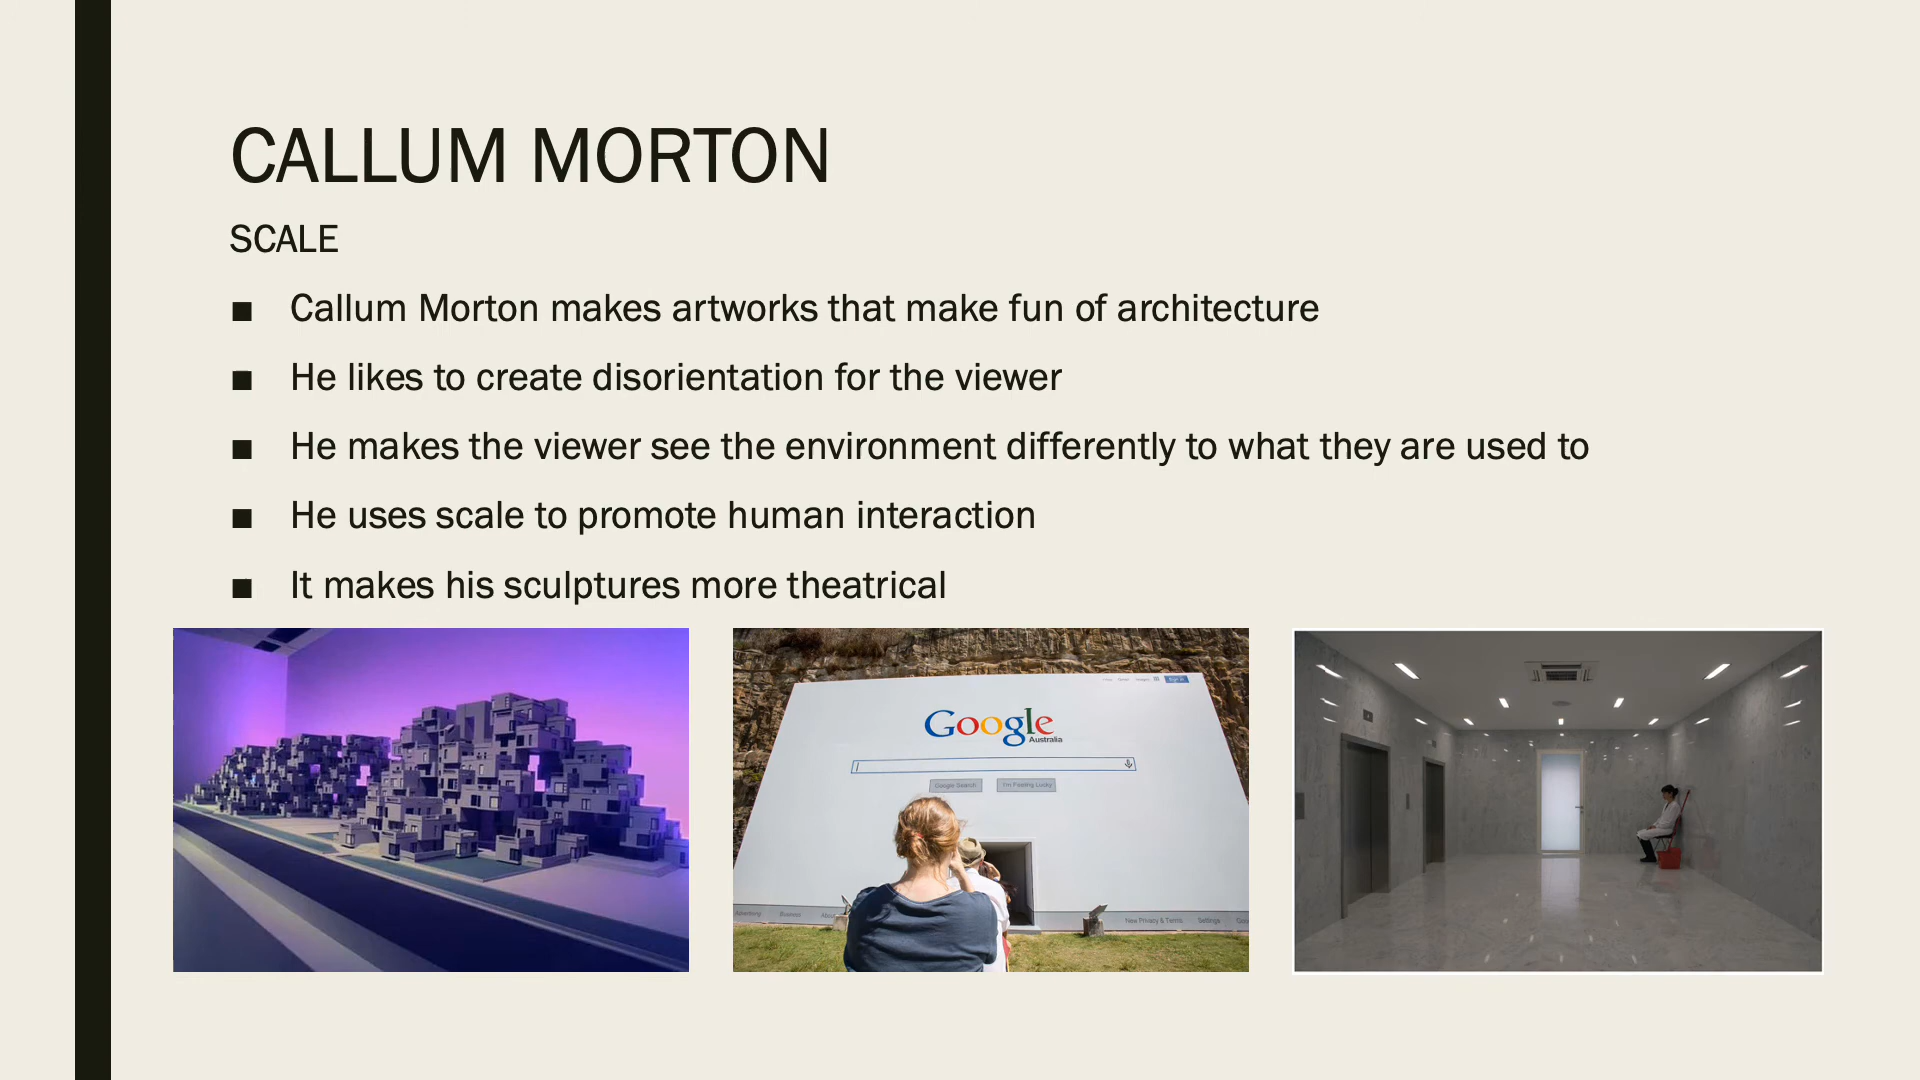 CALLUM MORTON
SCALE
■ Callum Morton makes artworks that make fun of architecture
■ He likes to create disorientation for the viewer
■ He makes the viewer see the environment differently to what they are used to
■ He uses scale to promote human interaction
■ It makes his sculptures more theatrical
Sign in
Google
Australia
Google Search I'm Feeling Lucky
Advertising Business About
New Privacy & Terms Settings